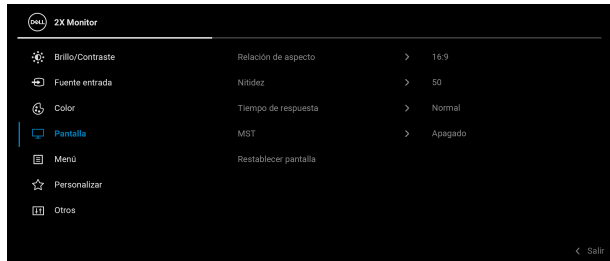 DELL 2X Monitor
Brillo/Contraste Relación de aspecto > 16:9
Fuente entrada Nitidez > 50
Color Tiempo de respuesta > Normal
Pantalla MST > Apagado
Menú Restablecer pantalla
Personalizar
Otros
< Salir